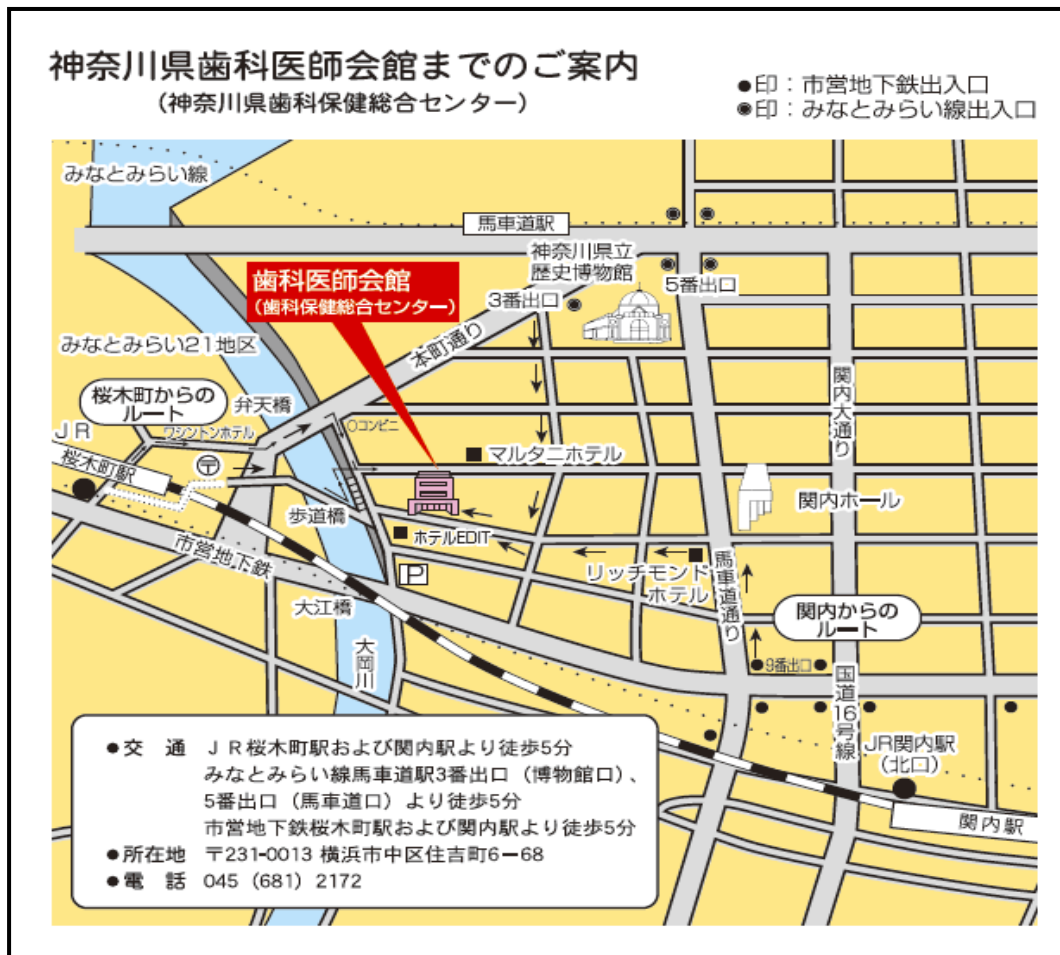 神奈川県歯科医師会館までのご案内
（神奈川県歯科保健総合センター）
●印：市営地下鉄出入口
◉印：みなとみらい線出入口
みなとみらい線
馬車道駅
神奈川県立
歴史博物館
歯科医師会館
（歯科保健総合センター）
3番出口
5番出口
みなとみらい21地区
本町通り
桜木町からの
ルート
弁天橋
関内大通り
ワシントンホテル
○コンビニ
JR
桜木町駅
〒
■マルタニホテル
関内ホール
歩道橋
■ホテルEDIT
市営地下鉄
P
リッチモンド
ホテル
馬車道通り
大江橋
関内からの
ルート
大岡川
9番出口
国道16号線
JR関内駅
（北口）
関内駅
●交　通　ＪＲ桜木町駅および関内駅より徒歩5分
みなとみらい線馬車道駅3番出口（博物館口）、
5番出口（馬車道口）より徒歩5分
市営地下鉄桜木町駅および関内駅より徒歩5分
●所在地　〒231-0013 横浜市中区住吉町6－68
●電　話　045（681）2172